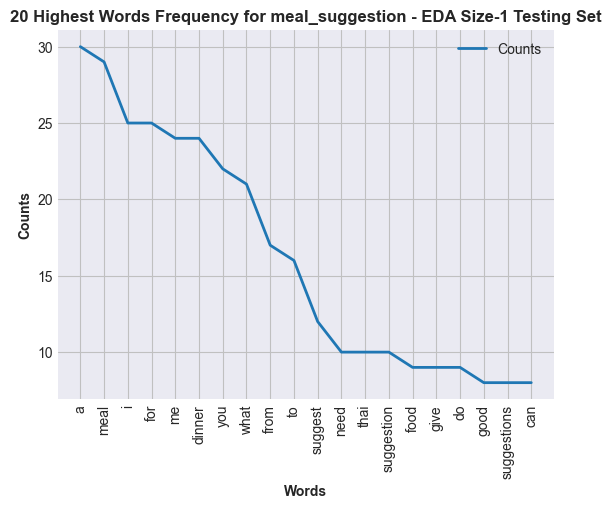 20 Highest Words Frequency for meal_suggestion - EDA Size-1 Testing Set
Counts
30
25
20
15
10
Counts
a
meal
i
for
me
dinner
you
what
from
to
suggest
need
thai
suggestion
food
give
do
good
suggestions
can
Words